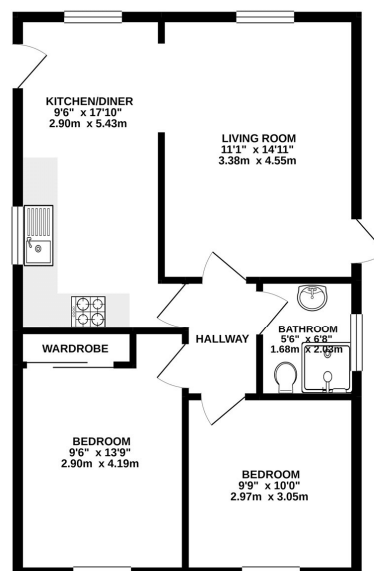 KITCHEN/DINER
9'6" x 17'10"
2.90m x 5.43m
LIVING ROOM
11'1" x 14'11"
3.38m x 4.55m
HALLWAY
BATHROOM
5'6" x 6'8"
1.68m x 2.03m
WARDROBE
BEDROOM
9'6" x 13'9"
2.90m x 4.19m
BEDROOM
9'9" x 10'0"
2.97m x 3.05m